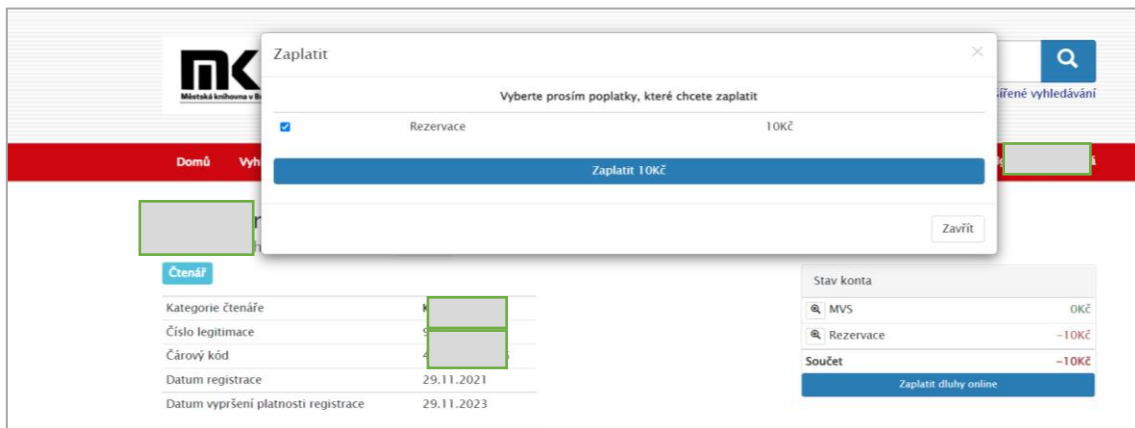 Zaplatit
×
Vyberte prosím poplatky, které chcete zaplatit
Rezervace 10Kč
Zaplatit 10Kč
Zavřít
MK
Městská knihovna v
vyhledávání
Domů
Čtenář
Kategorie čtenáře
Číslo legitimace
Čárový kód
Datum registrace 29.11.2021
Datum vypršení platnosti registrace 29.11.2023
Stav konta
MVS 0Kč
Rezervace -10Kč
Součet -10Kč
Zaplatit dluhy online